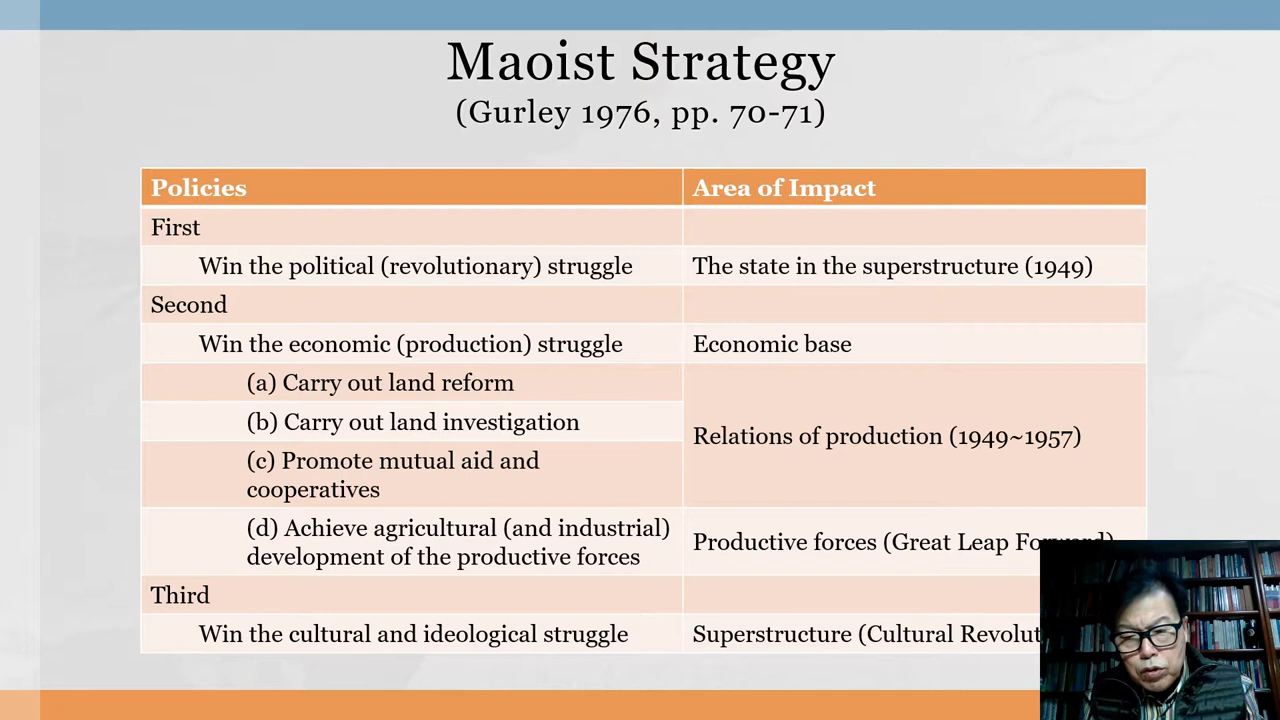 Maoist Strategy
(Gurley 1976, pp. 70-71)
Policies Area of Impact
First
Win the political (revolutionary) struggle The state in the superstructure (1949)
Second
Win the economic (production) struggle Economic base
(a) Carry out land reform
(b) Carry out land investigation
Relations of production (1949~1957)
(c) Promote mutual aid and
cooperatives
(d) Achieve agricultural (and industrial)
development of the productive forces
Productive forces (Great Leap Forward)
Third
Win the cultural and ideological struggle Superstructure (Cultural